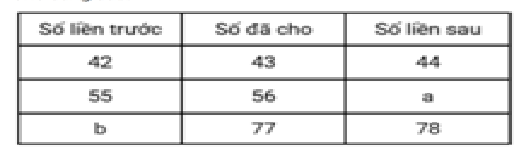 Số liền trước Số đã cho Số liền sau
42 43 44
55 56 a
b 77 78